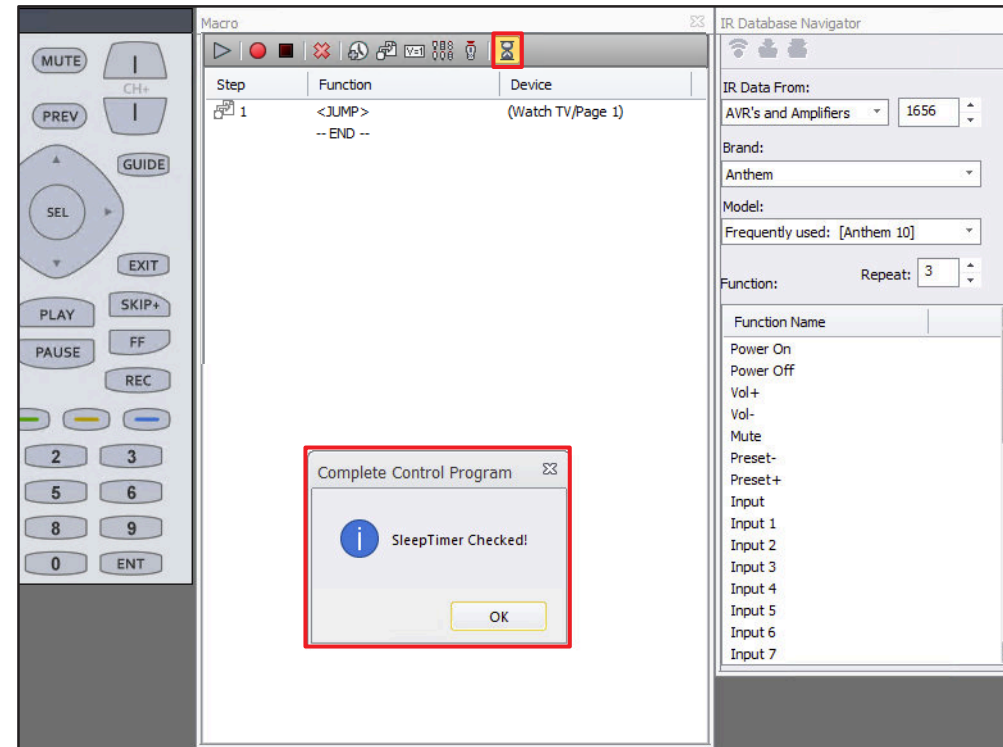 MUTE
CH+
PREV
GUIDE
SEL
EXIT
PLAY
SKIP+
PAUSE
FF
REC
2 3
5 6
8 9
0 ENT
Macro
V=1
Step Function Device
1 <JUMP> (Watch TV/Page 1)
-- END --
Complete Control Program
SleepTimer Checked!
OK
IR Database Navigator
IR Data From:
AVR's and Amplifiers 1656
Brand:
Anthem
Model:
Frequently used: [Anthem 10]
Function: Repeat: 3
Function Name
Power On
Power Off
Vol+
Vol-
Mute
Preset-
Preset+
Input
Input 1
Input 2
Input 3
Input 4
Input 5
Input 6
Input 7